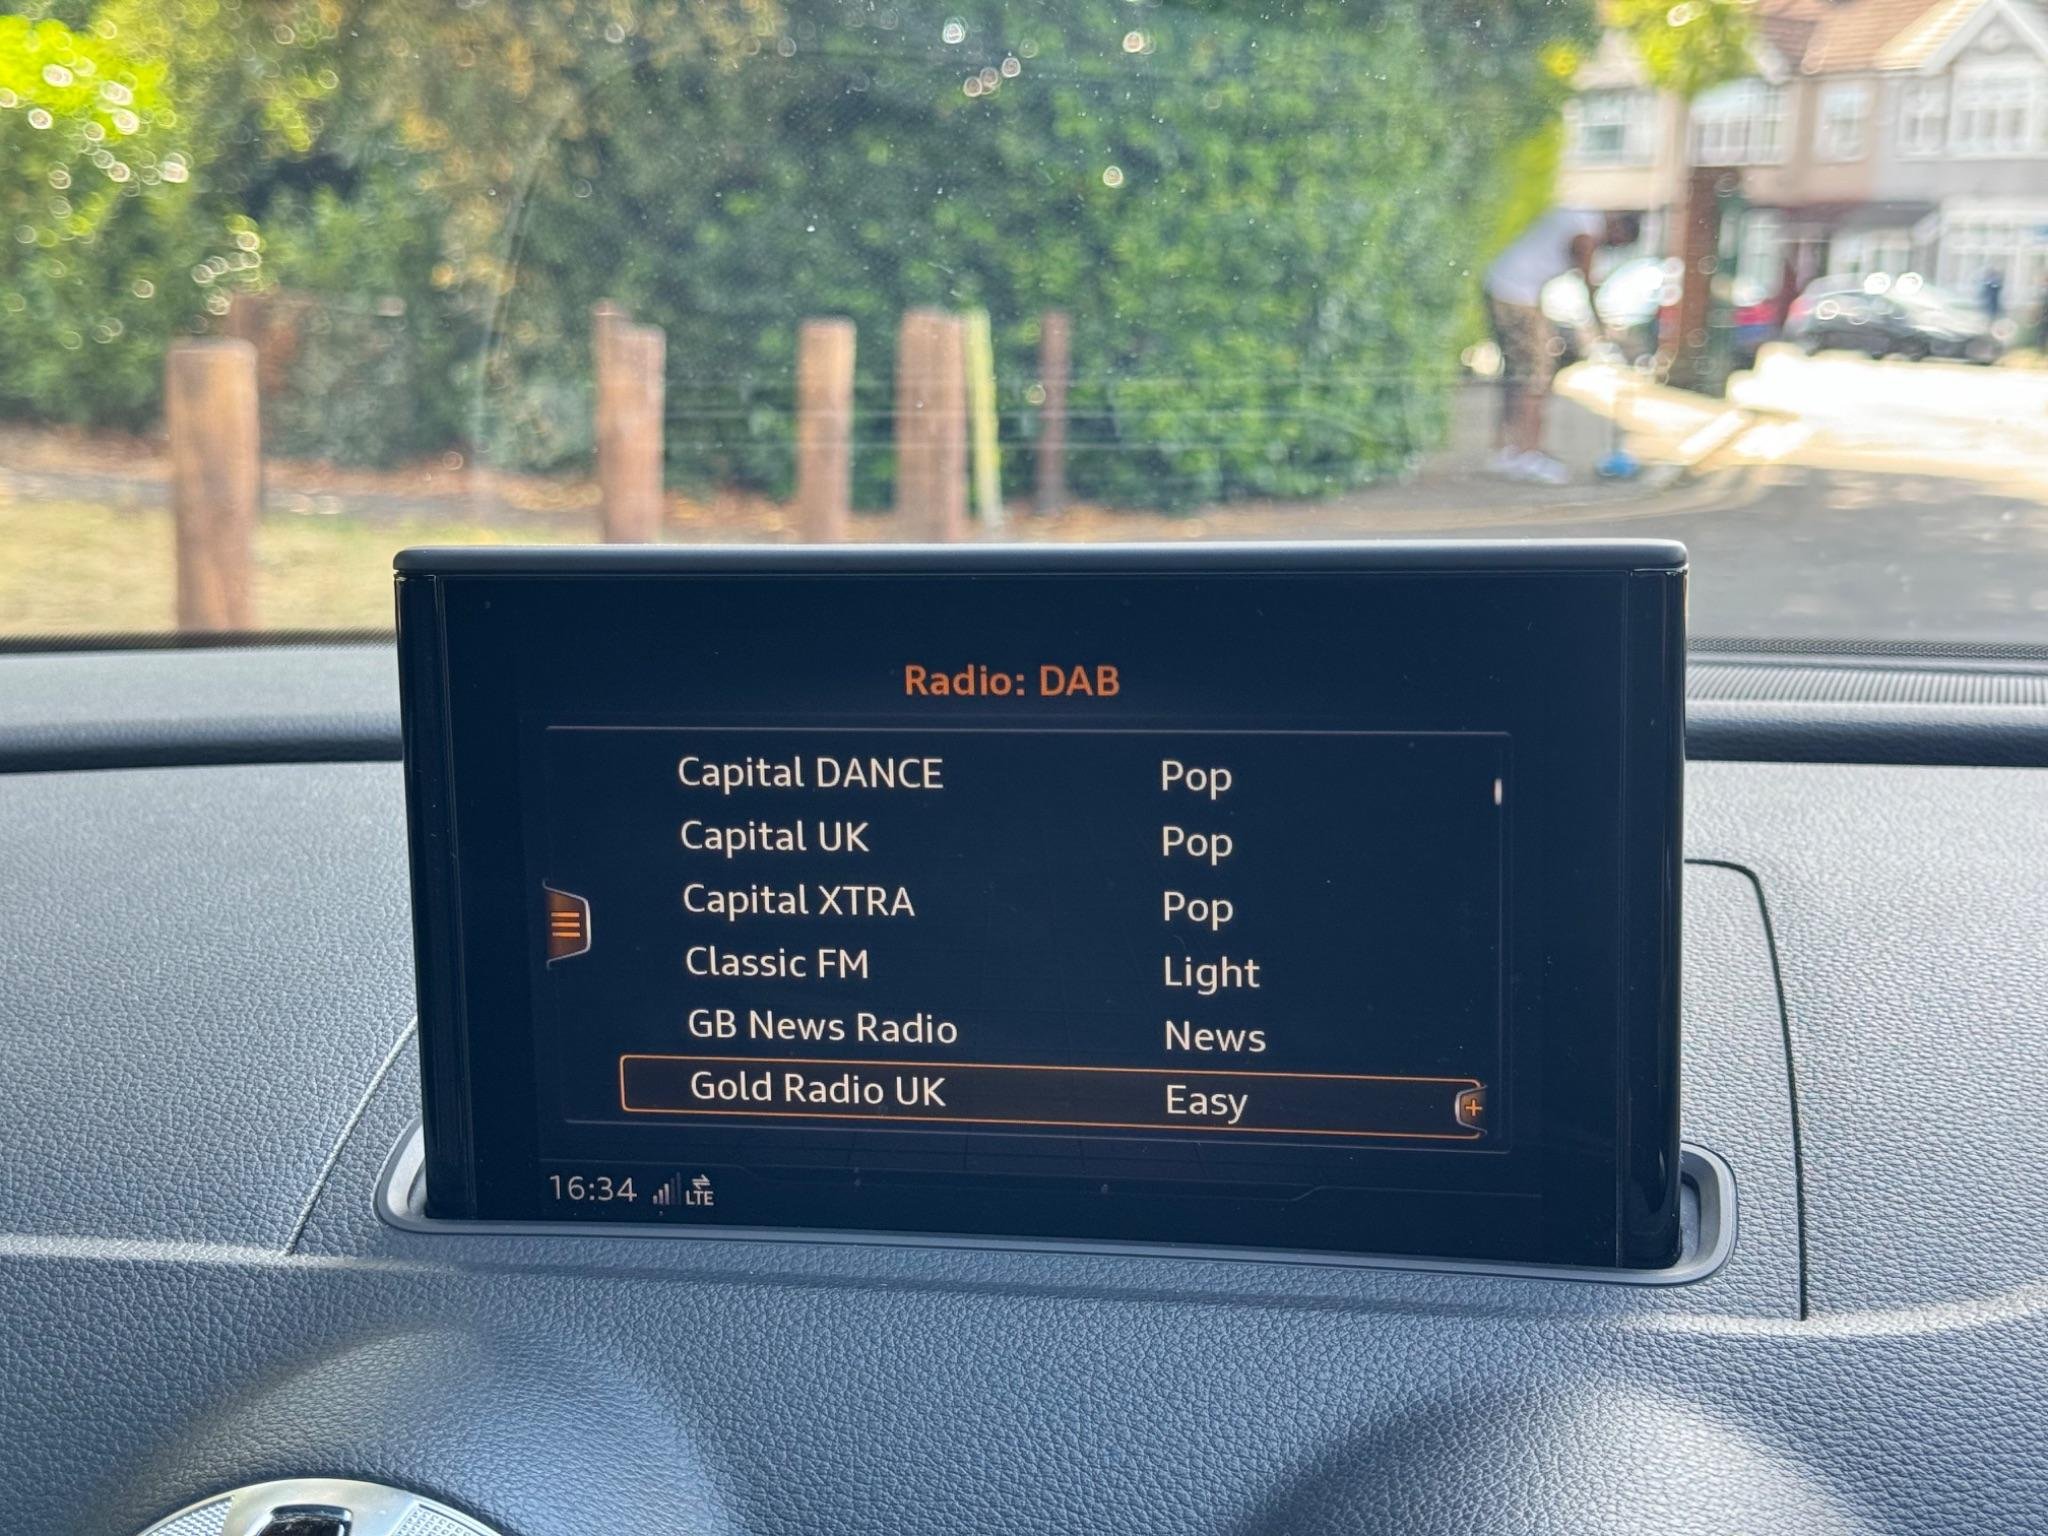 Radio: DAB
Capital DANCE Pop
Capital UK Pop
Capital XTRA Pop
Classic FM Light
GB News Radio News
Gold Radio UK Easy
16:34 LTE